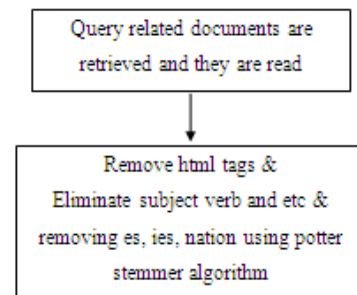 Query related documents are
retrieved and they are read
Remove html tags &
Eliminate subject verb and etc &
removing es, ies, nation using potter
stemmer algorithm